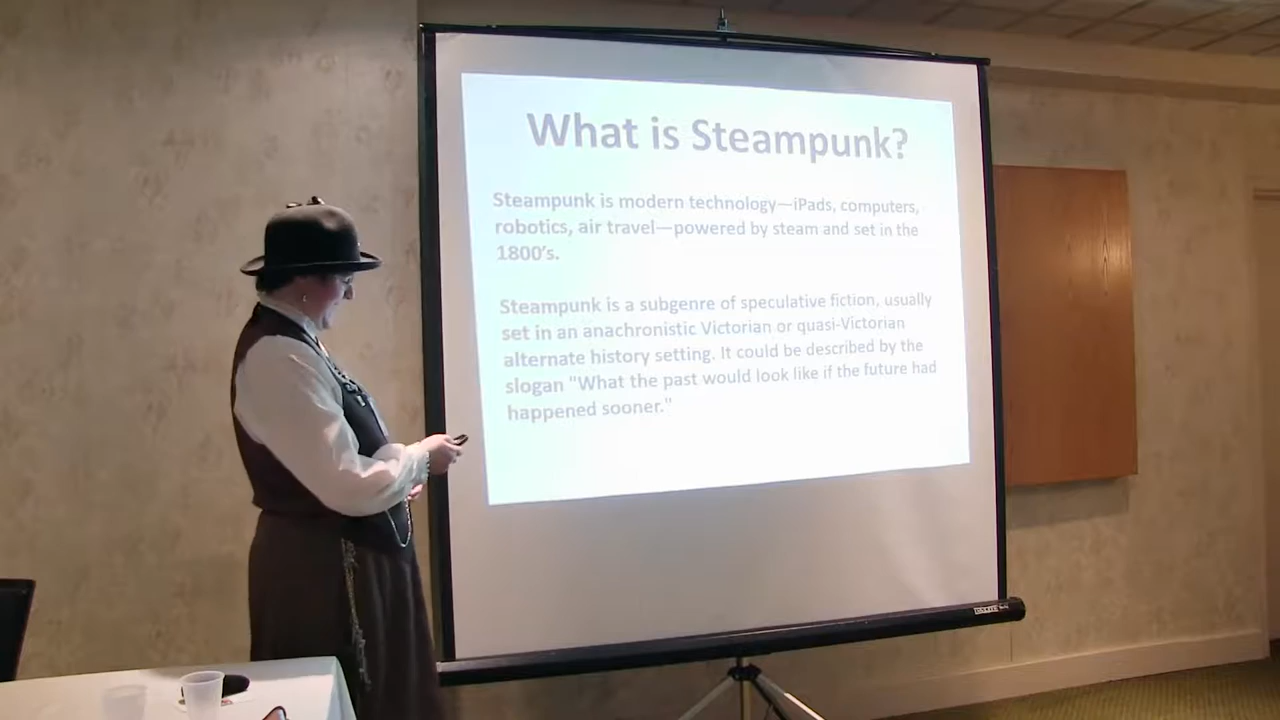 What is Steampunk?
Steampunk is modern technology—iPads, computers,
robotics, air travel—powered by steam and set in the
1800's.
Steampunk is a subgenre of speculative fiction, usually
set in an anachronistic Victorian or quasi-Victorian
alternate history setting. It could be described by the
slogan "What the past would look like if the future had
happened sooner."